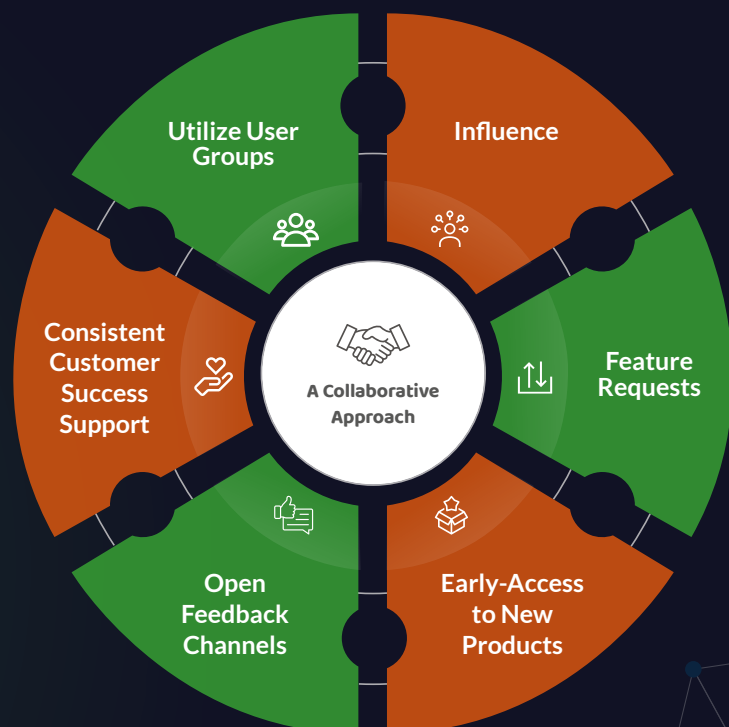 Utilize User
Groups
Influence
Feature
Requests
Early-Access
to New
Products
Open
Feedback
Channels
Consistent
Customer
Success
Support
A Collaborative
Approach